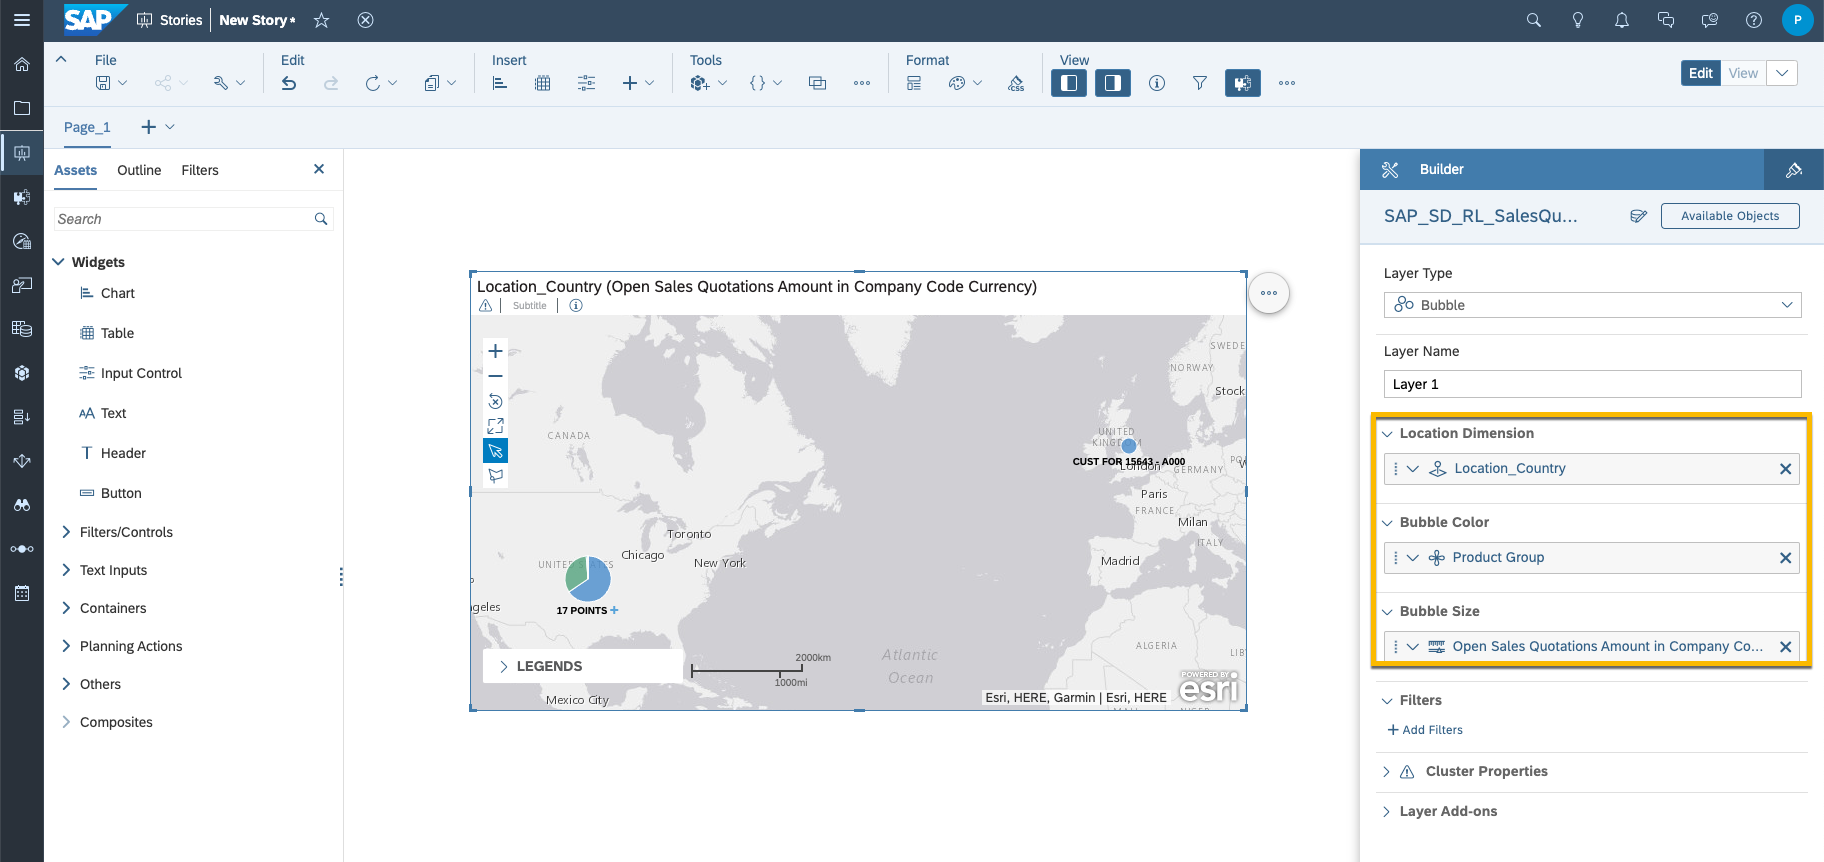 SAP Stories New Story* P
File Edit Insert Tools Format View
CSS
Edit View
Page_1
Assets Outline Filters
Search
Widgets
Chart
Table
Input Control
Text
Header
Button
Filters/Controls
Text Inputs
Containers
Planning Actions
Others
Composites
Location_Country (Open Sales Quotations Amount in Company Code Currency)
Subtitle
SWEDE
NORWAY
Stock
CANADA
UNITED
KINGDOM
CUST FOR 15643 - A000
London
GERMANY
Paris
FRANCE
Milan
ITALY
Toronto
Chicago
New York
Madrid
UNITED STATES
17 POINTS +
geles
ALGERIA
LIB
Atlantic
Ocean
LEGENDS
2000km
1000mi
Mexico City
Esri, HERE, Garmin | Esri, HERE
POWERED BY
esri
Builder
SAP_SD_RL_SalesQu...
Available Objects
Layer Type
Bubble
Layer Name
Layer 1
Location Dimension
Location_Country
Bubble Color
Product Group
Bubble Size
Open Sales Quotations Amount in Company Co...
Filters
+ Add Filters
Cluster Properties
Layer Add-ons